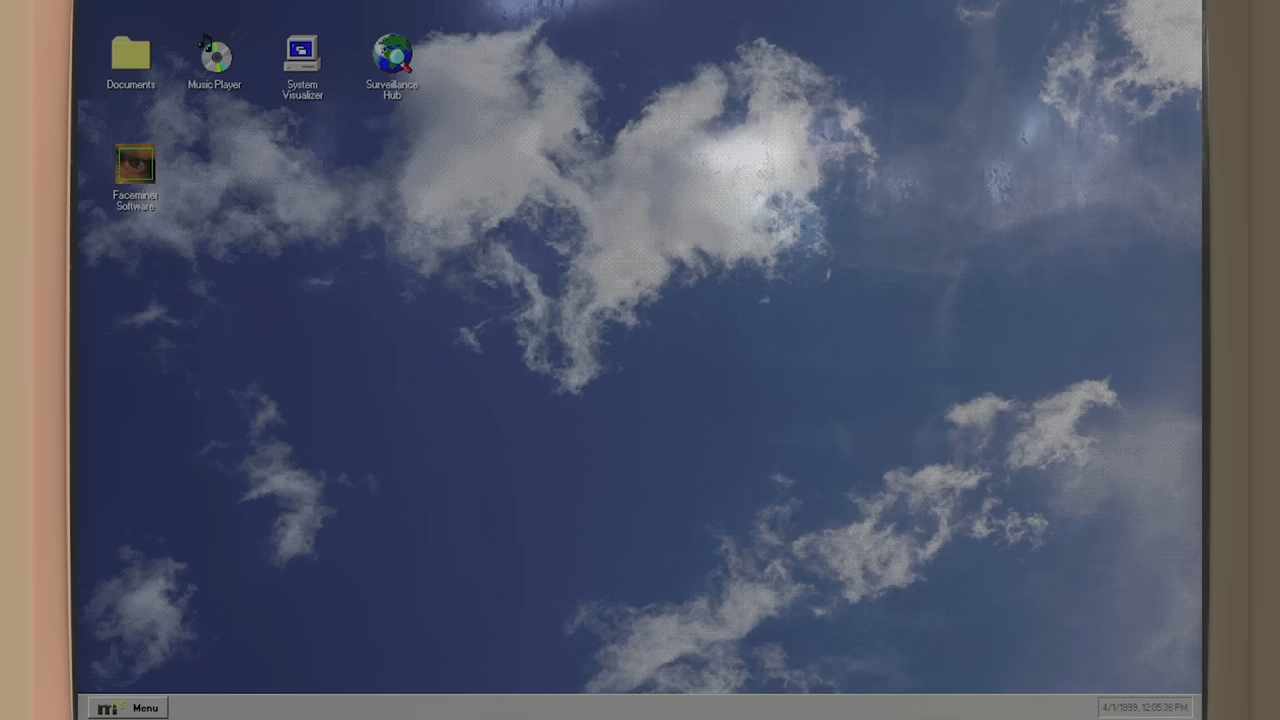 Documents
Music Player
System
Visualizer
Surveillance
Hub
Faceminer
Software
Menu
4/1/1999, 12:05:36 PM